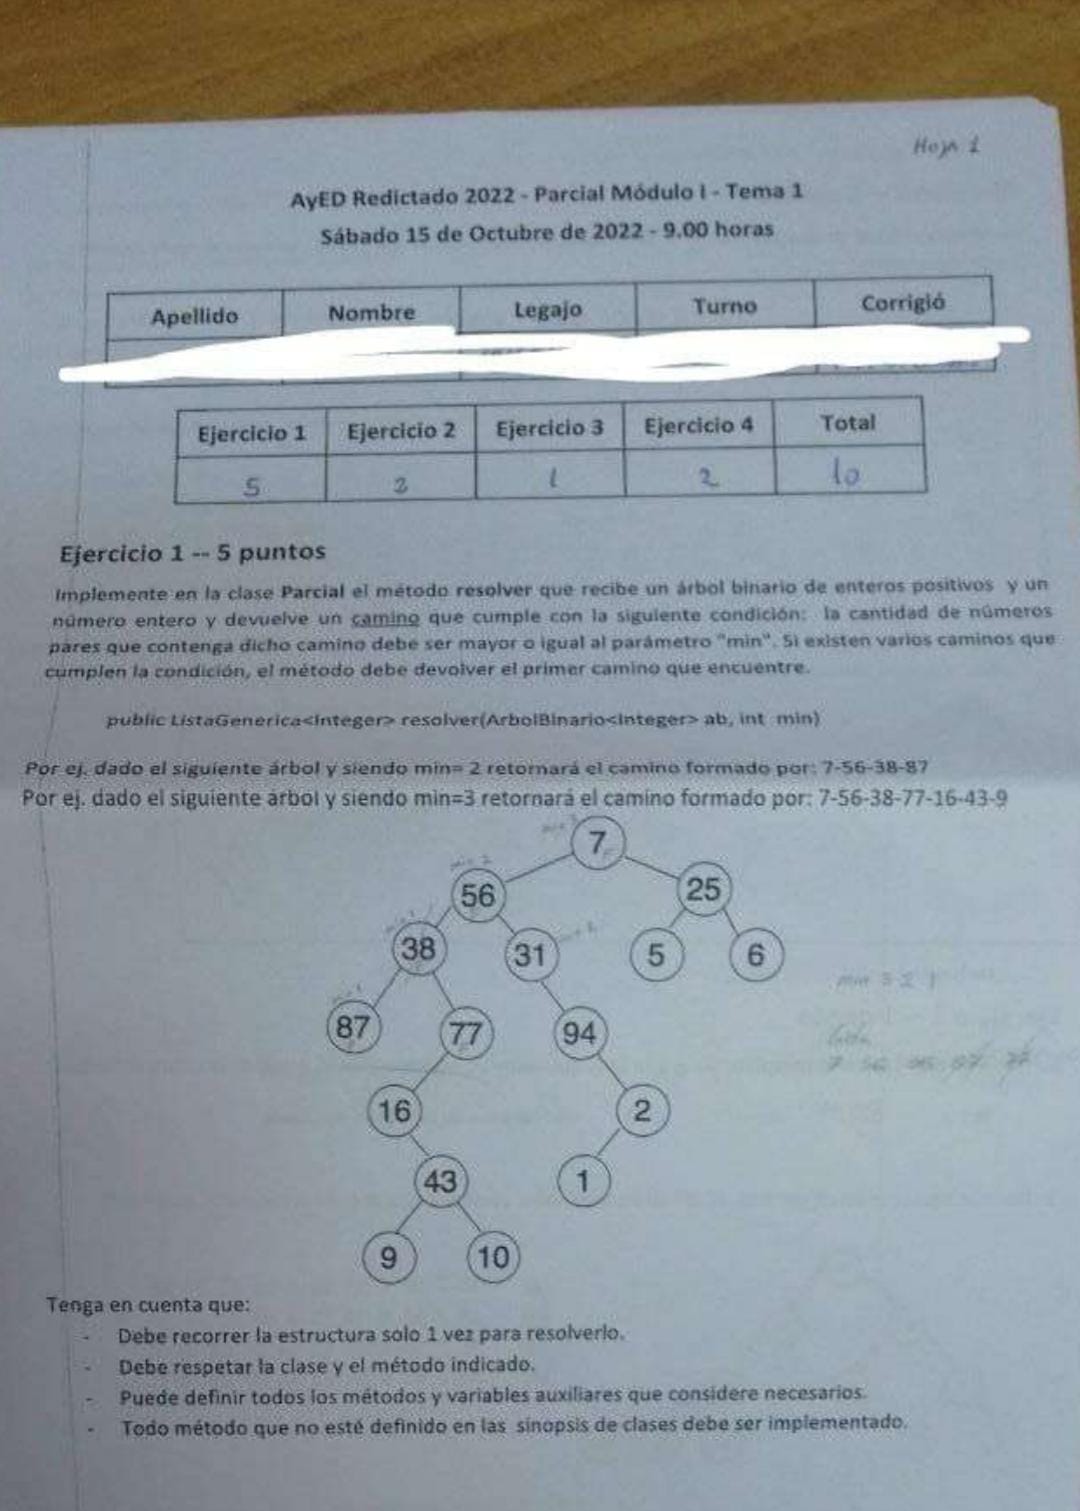 Hoja 1
AyED Redictado 2022 - Parcial Módulo I - Tema 1
Sábado 15 de Octubre de 2022 - 9.00 horas
Apellido Nombre Legajo Turno Corrigió
Ejercicio 1 Ejercicio 2 Ejercicio 3 Ejercicio 4 Total
5 2 1 2 10
Ejercicio 1 -- 5 puntos
Implemente en la clase Parcial el método resolver que recibe un árbol binario de enteros positivos y un
número entero y devuelve un camino que cumple con la siguiente condición: la cantidad de números
pares que contenga dicho camino debe ser mayor o igual al parámetro "min". Si existen varios caminos que
cumplen la condición, el método debe devolver el primer camino que encuentre.
public ListaGenerica<Integer> resolver(ArbolBinario<Integer> ab, int min)
Por ej. dado el siguiente árbol y siendo min= 2 retornará el camino formado por: 7-56-38-87
Por ej. dado el siguiente árbol y siendo min=3 retornará el camino formado por: 7-56-38-77-16-43-9
7
56 25
38 31 5 6
min 3 2 1
87 77 94
16 2
43 1
9 10
Tenga en cuenta que:
- Debe recorrer la estructura solo 1 vez para resolverlo.
- Debe respetar la clase y el método indicado.
- Puede definir todos los métodos y variables auxiliares que considere necesarios.
- Todo método que no esté definido en las sinopsis de clases debe ser implementado.